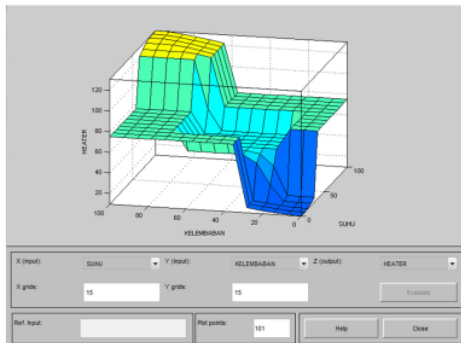 120
100
80
60
40
20
HEATER
100
80
60
40
20
0
KELEMBABAN
0
50
100
SUHU
X (input): SUHU Y (input): KELEMBABAN Z (output): HEATER
X grids: 15 Y grids: 15 Evaluate
Ref. Input: Plot points: 101 Help Close